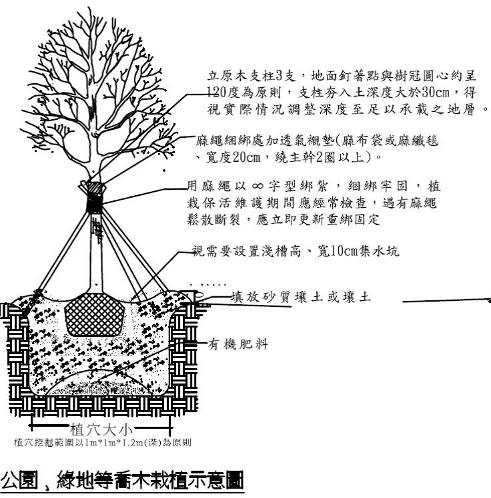 立原木支柱3支，地面釘著點與樹冠圓心約呈
120度為原則，支柱夯入土深度大於30cm，得
視實際情況調整深度至足以承載之地層。
麻繩綑綁處加透氣襯墊(麻布袋或麻纖毯
、寬度20cm，繞主幹2圈以上)。
用麻繩以∞字型綁紮，綑綁牢固，植
栽保活維護期間應經常檢查，遇有麻繩
鬆散斷裂，應立即更新重綁固定
視需要設置淺槽高、寬10cm集水坑
填放砂質壤土或壤土
有機肥料
植穴大小
植穴挖掘範圍以1m*1m*1.2m(深)為原則
公園、綠地等喬木栽植示意圖